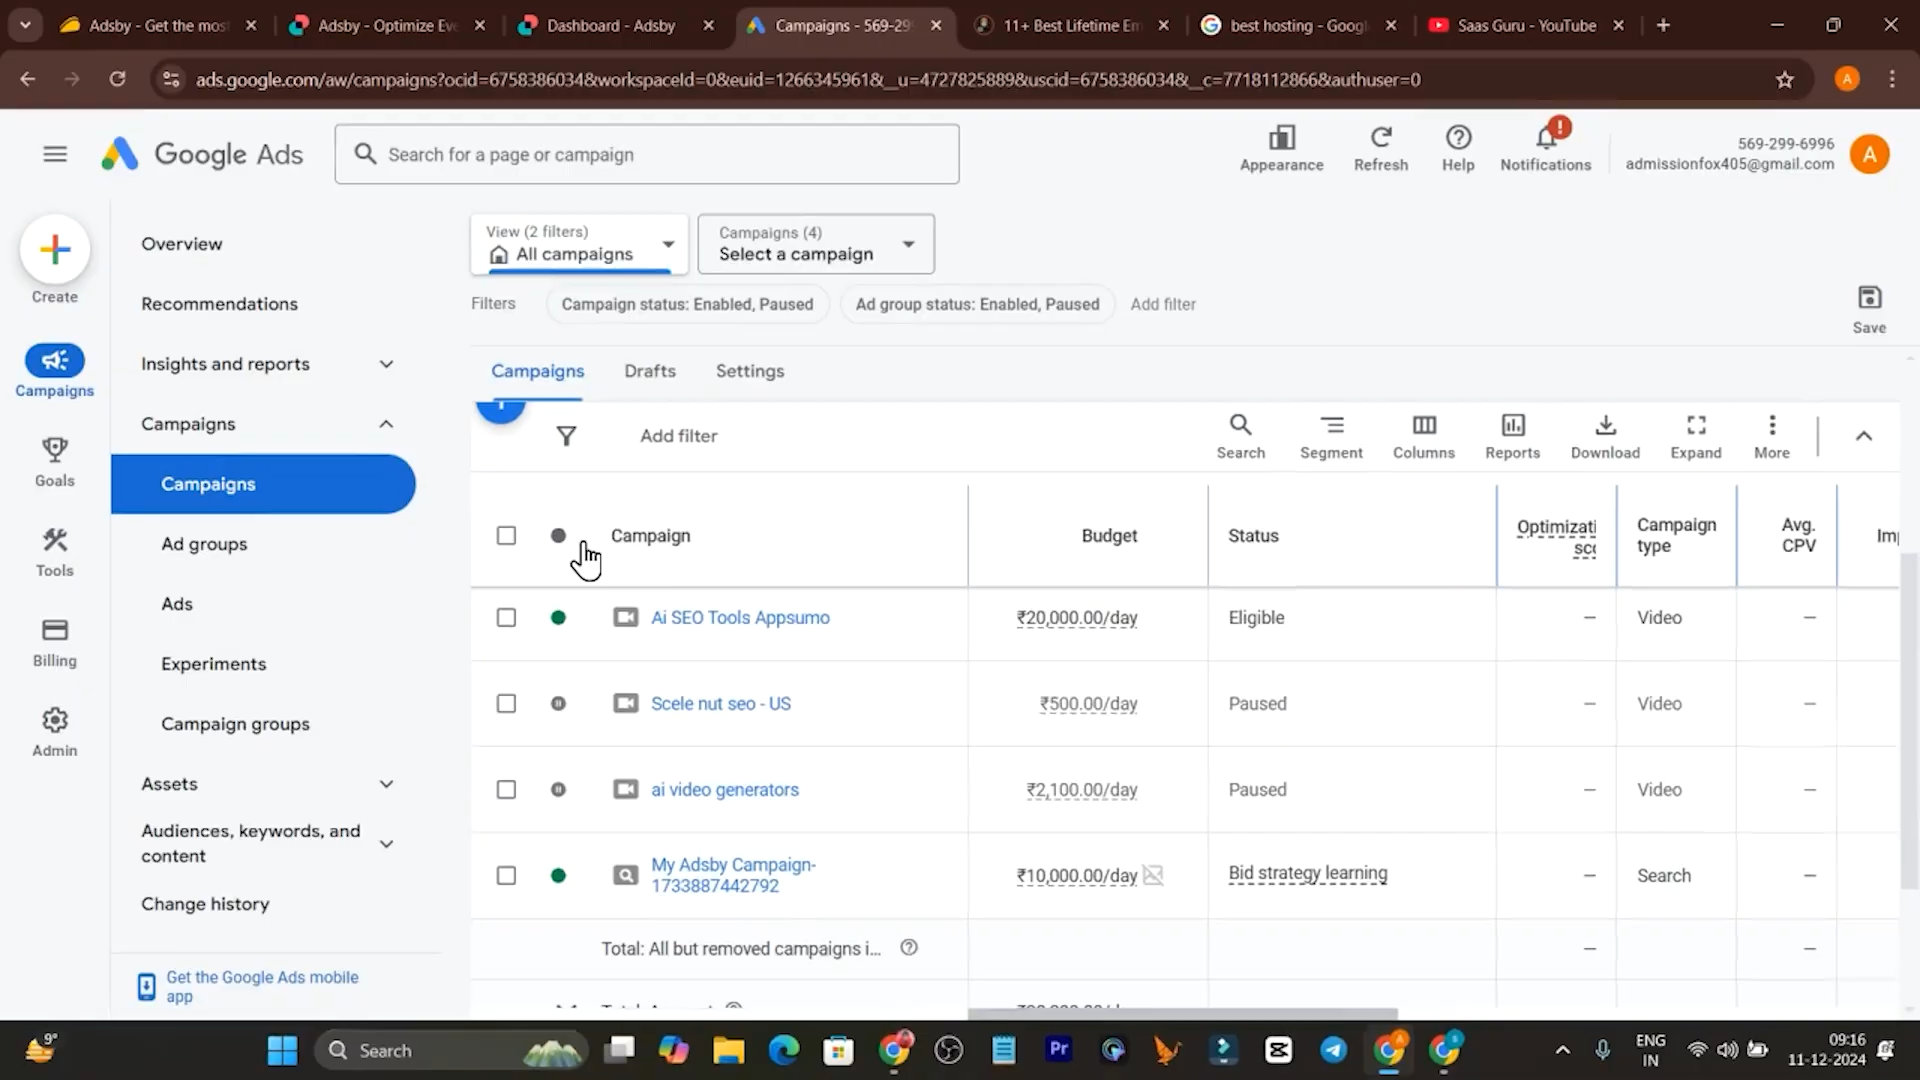 Adsby - Get the mos
Adsby - Optimize Eve
Dashboard - Adsby
Campaigns - 569-29
11+ Best Lifetime Em
best hosting - Googl
Saas Guru - YouTube
ads.google.com/aw/campaigns?ocid=6758386034&workspaceId=0&euid=1266345961&__u=4727825889&uscid=6758386034&__c=7718112866&authuser=0
A
Google Ads
Search for a page or campaign
Appearance
Refresh
Help
Notifications
569-299-6996
admissionfox405@gmail.com
A
Create
Campaigns
Goals
Tools
Billing
Admin
Overview
Recommendations
Insights and reports
Campaigns
Campaigns
Ad groups
Ads
Experiments
Campaign groups
Assets
Audiences, keywords, and
content
Change history
Get the Google Ads mobile
app
View (2 filters)
All campaigns
Campaigns (4)
Select a campaign
Filters
Campaign status: Enabled, Paused
Ad group status: Enabled, Paused
Add filter
Save
Campaigns
Drafts
Settings
Add filter
Search
Segment
Columns
Reports
Download
Expand
More
Campaign
Budget
Status
Optimizati
sco
Campaign
type
Avg.
CPV
Imp
Ai SEO Tools Appsumo
₹20,000.00/day
Eligible
—
Video
—
Scele nut seo - US
₹500.00/day
Paused
—
Video
—
ai video generators
₹2,100.00/day
Paused
—
Video
—
My Adsby Campaign-
1733887442792
₹10,000.00/day
Bid strategy learning
—
Search
—
Total: All but removed campaigns i...
—
—
9°
Search
Pr
ENG
IN
09:16
11-12-2024